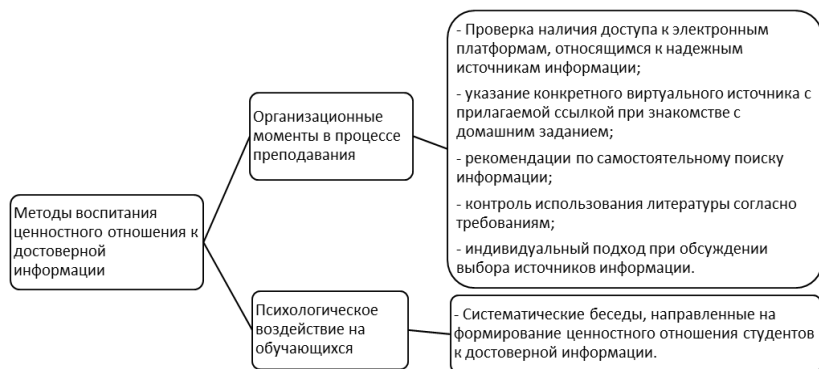 Методы воспитания
ценностного отношения к
достоверной
информации
Организационные
моменты в процессе
преподавания
- Проверка наличия доступа к электронным
платформам, относящимся к надежным
источникам информации;
- указание конкретного виртуального источника с
прилагаемой ссылкой при знакомстве с
домашним заданием;
- рекомендации по самостоятельному поиску
информации;
- контроль использования литературы согласно
требованиям;
- индивидуальный подход при обсуждении
выбора источников информации.
Психологическое
воздействие на
обучающихся
- Систематические беседы, направленные на
формирование ценностного отношения студентов
к достоверной информации.